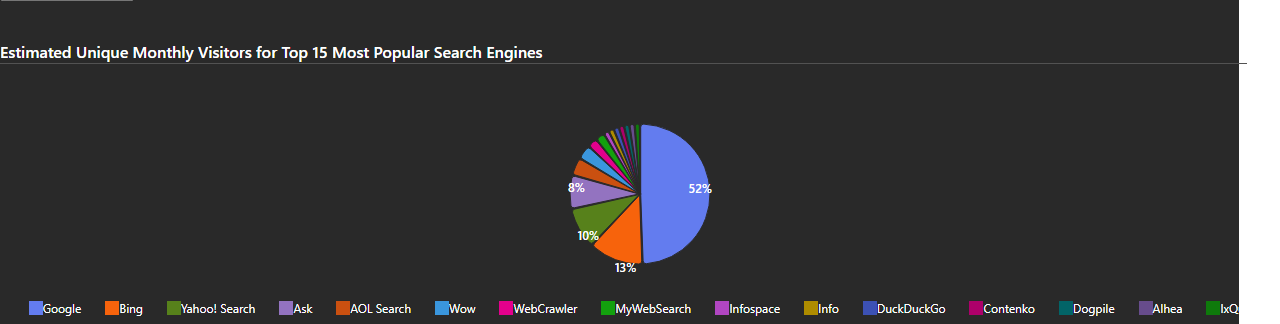 Estimated Unique Monthly Visitors for Top 15 Most Popular Search Engines
52%
8%
10%
13%
Google Bing Yahoo! Search Ask AOL Search Wow WebCrawler MyWebSearch Infospace Info DuckDuckGo Contenko Dogpile Alhea